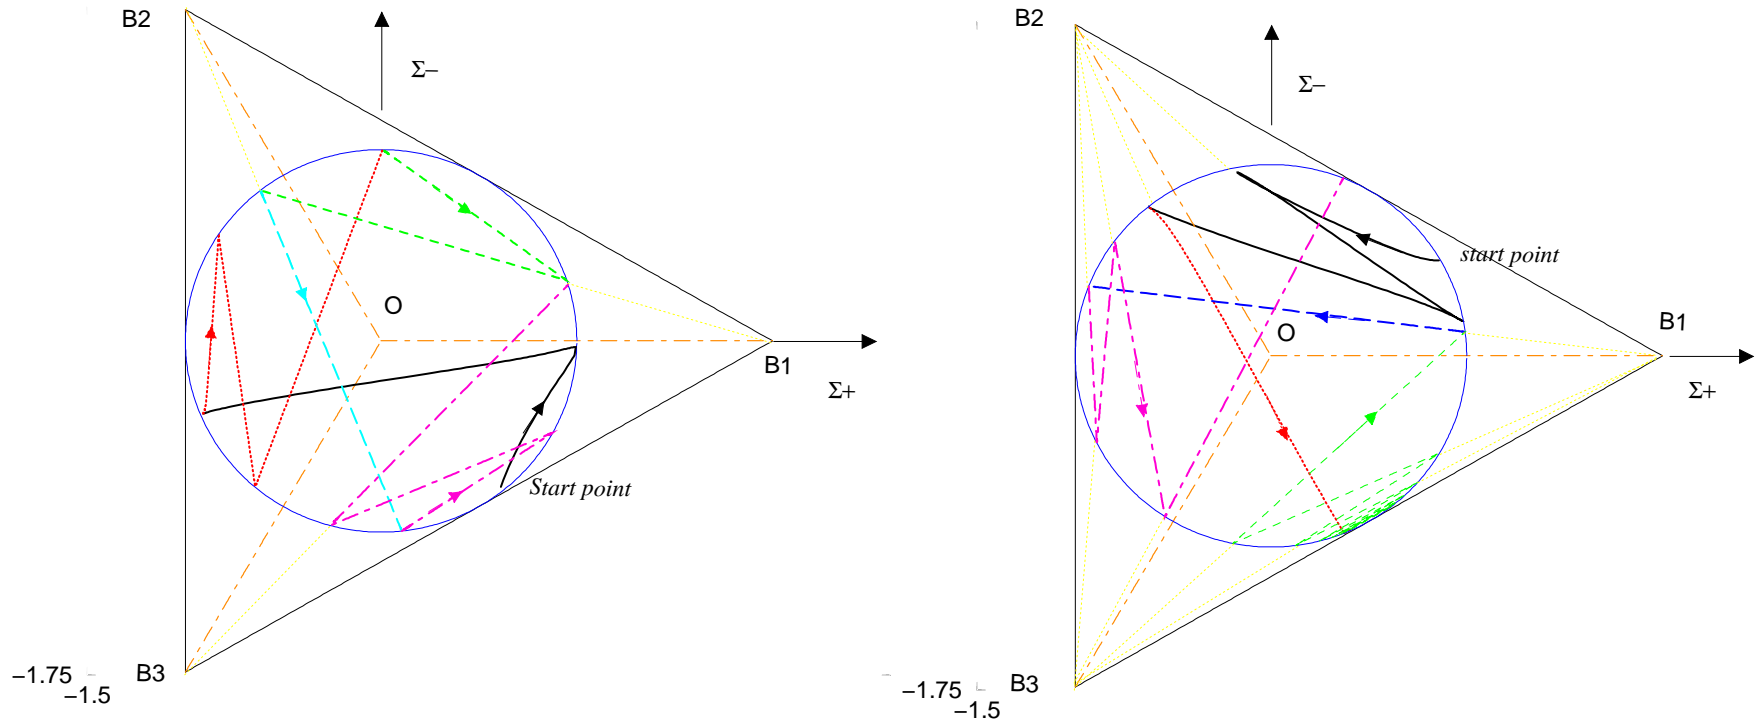 B2
Σ−
O
B1
Σ+
Start point
B3
−1.75
−1.5
B2
Σ−
start point
O
B1
Σ+
B3
−1.75
−1.5